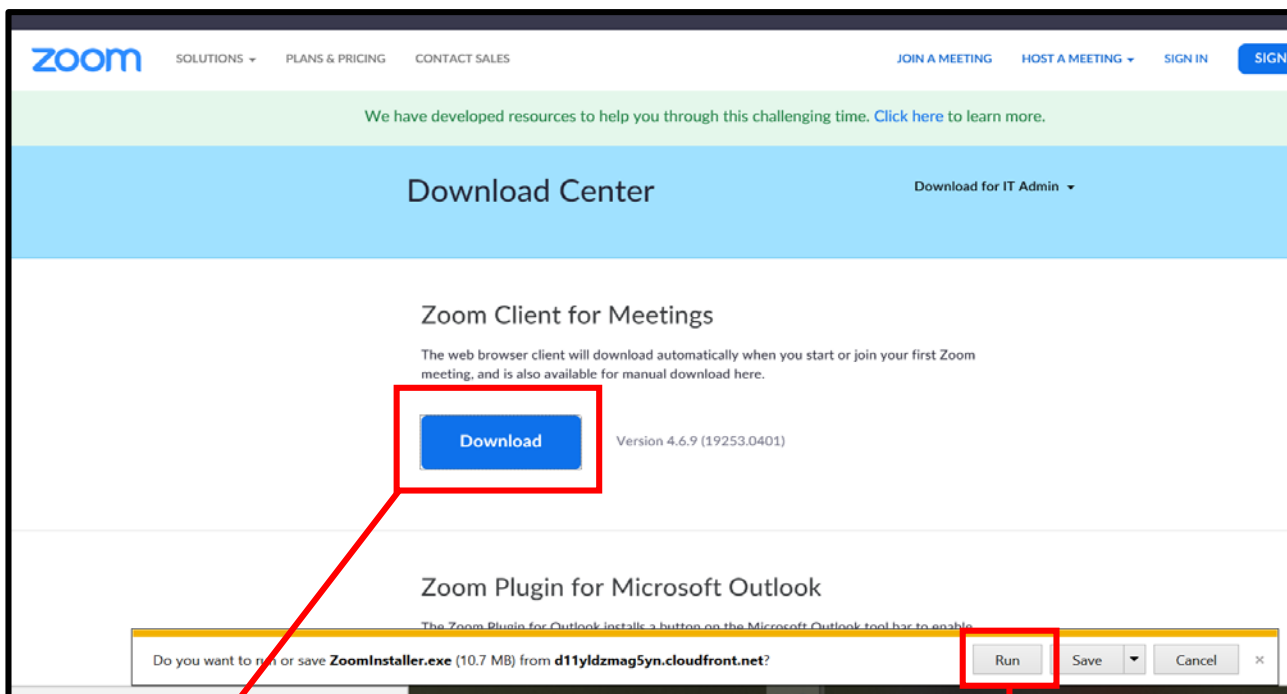 zoom SOLUTIONS PLANS & PRICING CONTACT SALES JOIN A MEETING HOST A MEETING SIGN IN SIGN
We have developed resources to help you through this challenging time. Click here to learn more.
Download Center Download for IT Admin
Zoom Client for Meetings
The web browser client will download automatically when you start or join your first Zoom
meeting, and is also available for manual download here.
Download Version 4.6.9 (19253.0401)
Zoom Plugin for Microsoft Outlook
The Zoom Plugin for Outlook installs a button on the Microsoft Outlook tool bar to enable
Do you want to run or save ZoomInstaller.exe (10.7 MB) from d11yldzmag5yn.cloudfront.net? Run Save Cancel ×